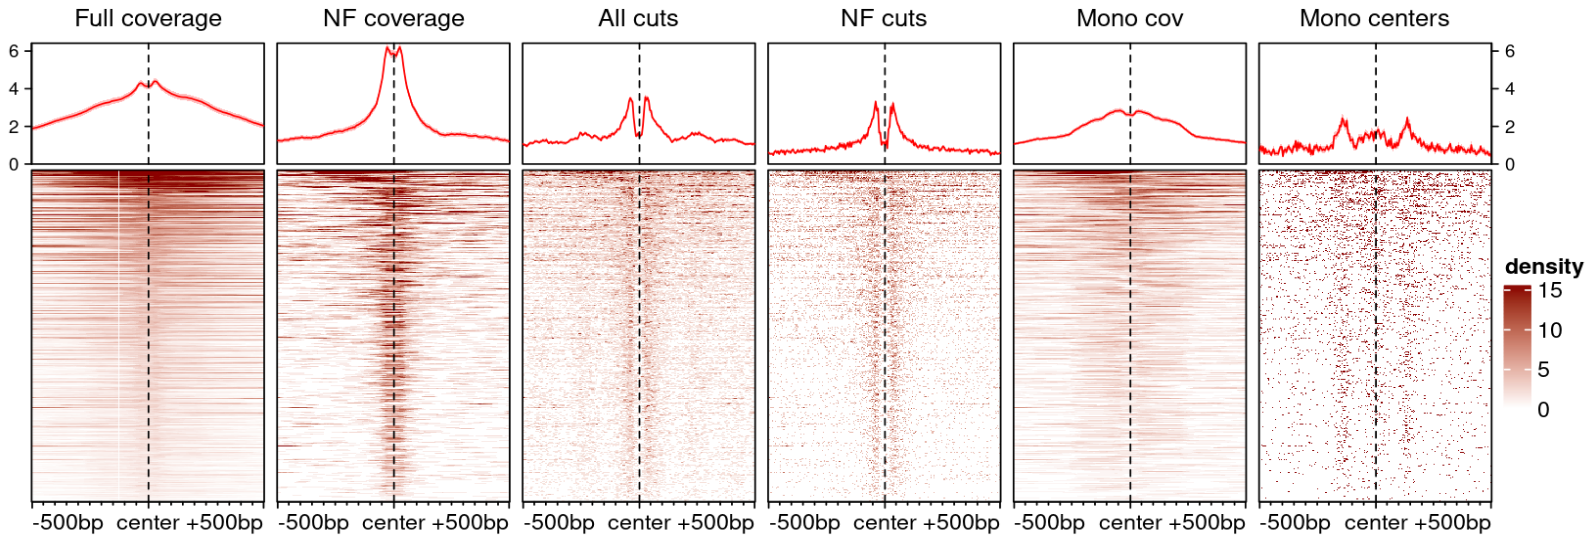 Full coverage NF coverage All cuts NF cuts Mono cov Mono centers
6 6
4 4
2 2
0 0
density
15
10
5
0
-500bp center +500bp -500bp center +500bp -500bp center +500bp -500bp center +500bp -500bp center +500bp -500bp center +500bp